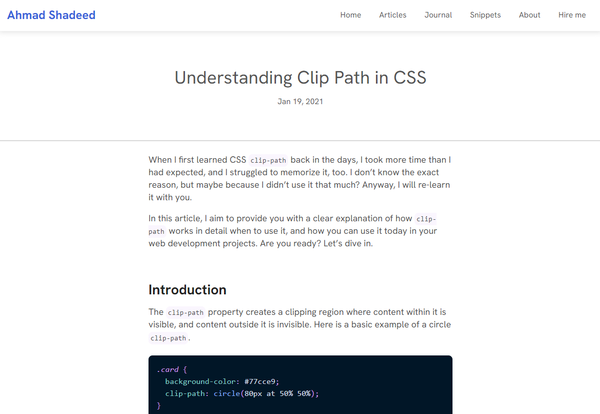 Ahmad Shadeed
Home Articles Journal Snippets About Hire me
Understanding Clip Path in CSS
Jan 19, 2021
When I first learned CSS clip-path back in the days, I took more time than I
had expected, and I struggled to memorize it, too. I don't know the exact
reason, but maybe because I didn't use it that much? Anyway, I will re-learn
it with you.
In this article, I aim to provide you with a clear explanation of how clip-
path works in detail when to use it, and how you can use it today in your
web development projects. Are you ready? Let's dive in.
Introduction
The clip-path property creates a clipping region where content within it is
visible, and content outside it is invisible. Here is a basic example of a circle
clip-path.
.card {
  background-color: #77cce9;
  clip-path: circle(80px at 50% 50%);
}